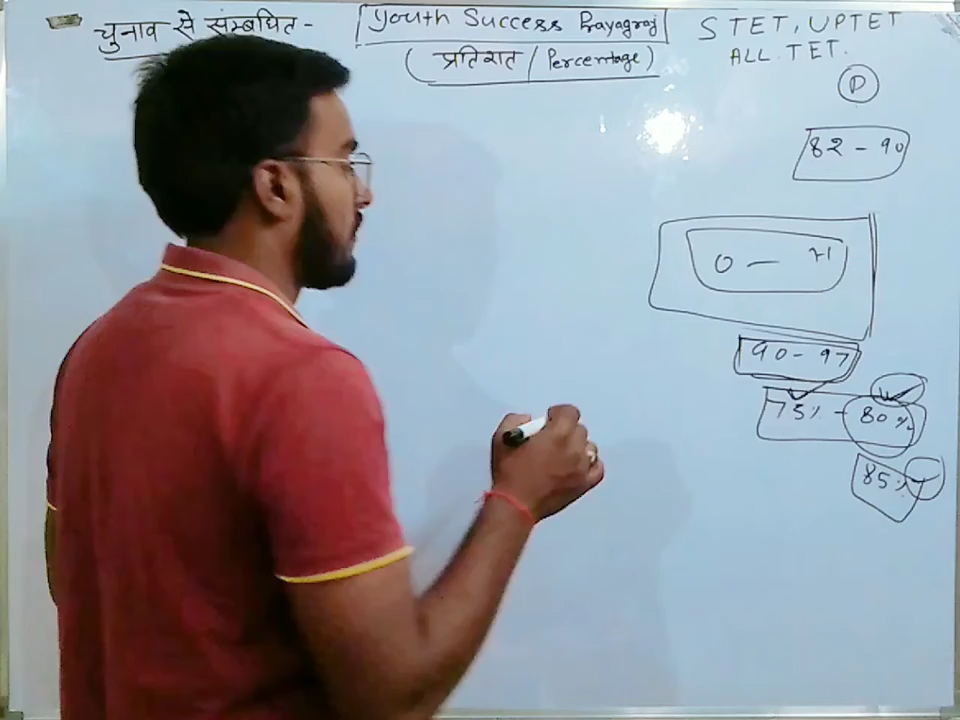 चुनाव से संम्बधित -
Youth Success Prayagraj
(प्रतिशत / Percentage)
STET, UPTET
ALL. TET.
P
82 - 90
0 — 71
90 - 97
75% - 80%
85%